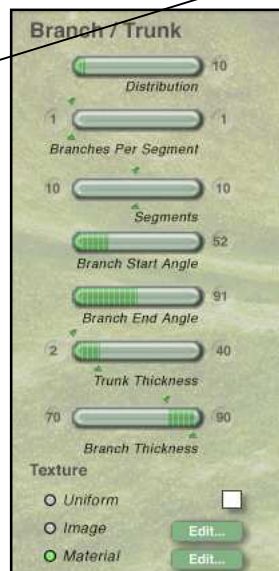 Branch / Trunk
10
Distribution
1 1
Branches Per Segment
10 10
Segments
52
Branch Start Angle
91
Branch End Angle
2 40
Trunk Thickness
70 90
Branch Thickness
Texture
Uniform
Image Edit...
Material Edit...